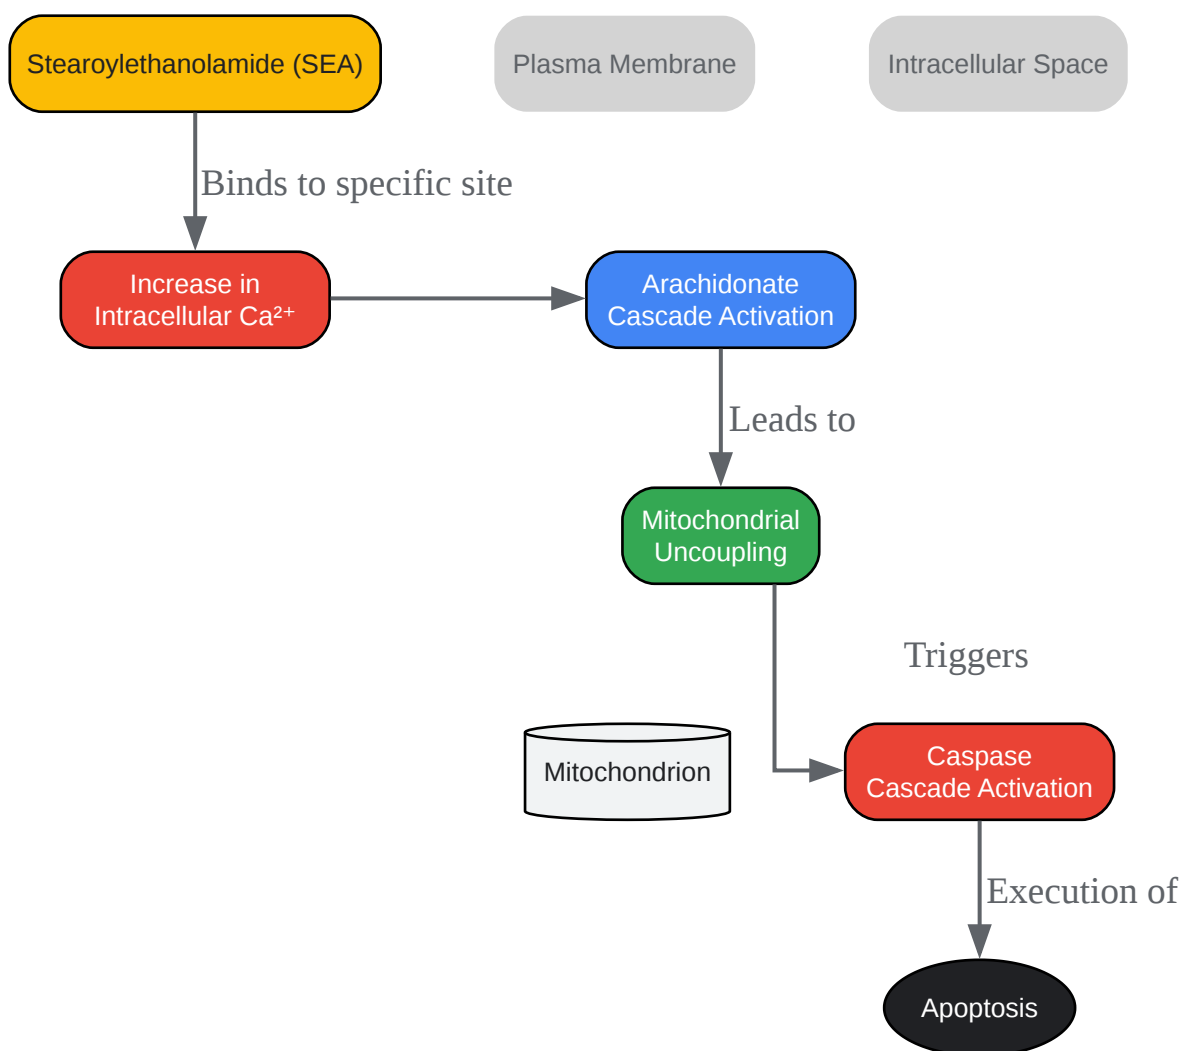 Stearoylethanolamide (SEA)
Plasma Membrane
Intracellular Space
Binds to specific site
Increase in
Intracellular Ca²⁺
Arachidonate
Cascade Activation
Leads to
Mitochondrial
Uncoupling
Triggers
Mitochondrion
Caspase
Cascade Activation
Execution of
Apoptosis